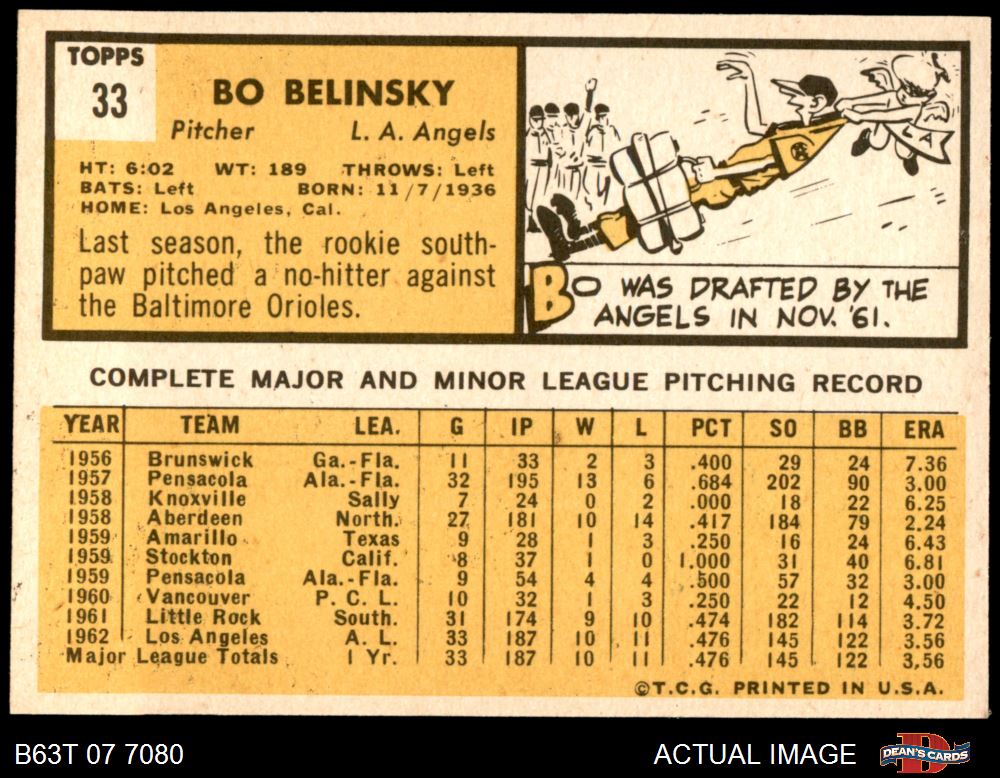 TOPPS
33
BO BELINSKY
Pitcher L. A. Angels
HT: 6:02 WT: 189 THROWS: Left
BATS: Left BORN: 11/7/1936
HOME: Los Angeles, Cal.
Last season, the rookie south-
paw pitched a no-hitter against
the Baltimore Orioles.
BO WAS DRAFTED BY THE
ANGELS IN NOV. '61.
COMPLETE MAJOR AND MINOR LEAGUE PITCHING RECORD
YEAR TEAM LEA. G IP W L PCT SO BB ERA
1956 Brunswick Ga.-Fla. 11 33 2 3 .400 29 24 7.36
1957 Pensacola Ala.-Fla. 32 195 13 6 .684 202 90 3.00
1958 Knoxville Sally 7 24 0 2 .000 18 22 6.25
1958 Aberdeen North. 27 181 10 14 .417 184 79 2.24
1959 Amarillo Texas 9 28 1 3 .250 16 24 6.43
1959 Stockton Calif. 8 37 1 0 1.000 31 40 6.81
1959 Pensacola Ala.-Fla. 9 54 4 4 .500 57 32 3.00
1960 Vancouver P. C. L. 10 32 1 3 .250 22 12 4.50
1961 Little Rock South. 31 174 9 10 .474 182 114 3.72
1962 Los Angeles A. L. 33 187 10 11 .476 145 122 3.56
Major League Totals 1 Yr. 33 187 10 11 .476 145 122 3.56
©T.C.G. PRINTED IN U.S.A.
B63T 07 7080 ACTUAL IMAGE DEAN'S CARDS